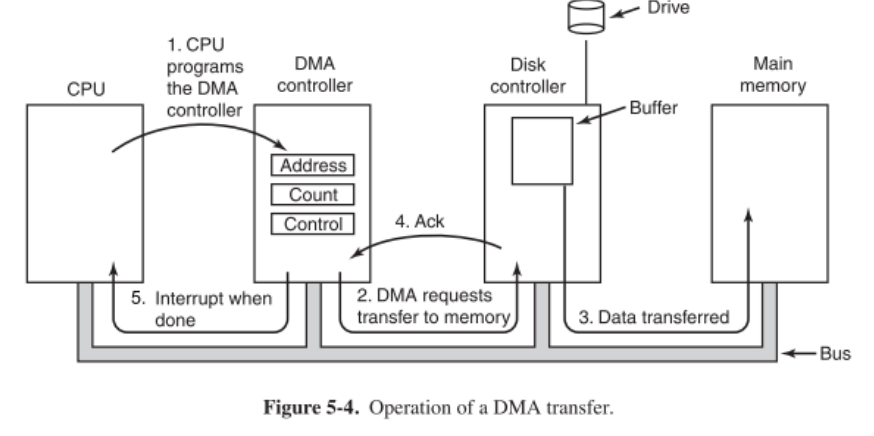 Drive
1. CPU
programs
the DMA
controller
CPU
DMA
controller
Disk
controller
Main
memory
Buffer
Address
Count
Control
4. Ack
5. Interrupt when
done
2. DMA requests
transfer to memory
3. Data transferred
Bus
Figure 5-4. Operation of a DMA transfer.